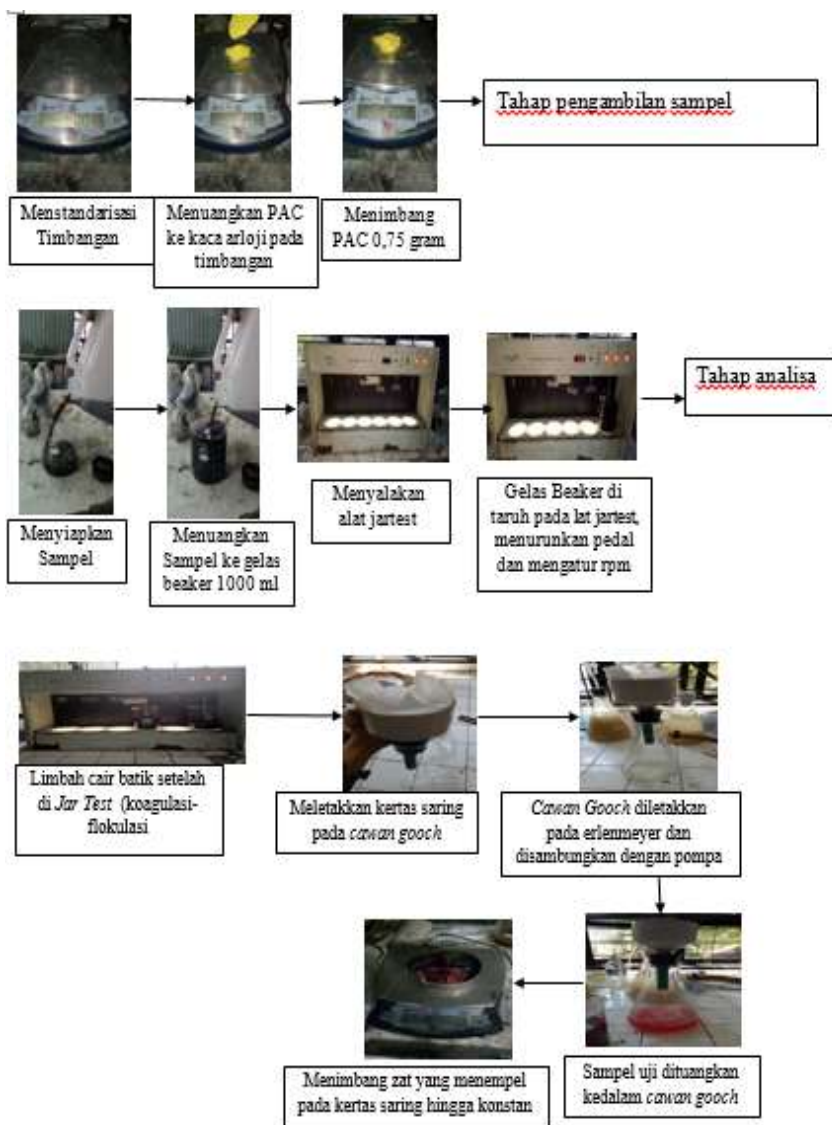 Tahap pengambilan sampel
Menstandarisasi
Timbangan
Menuangkan PAC
ke kaca arloji pada
timbangan
Menimbang
PAC 0,75 gram
Tahap analisa
Menyiapkan
Sampel
Menuangkan
Sampel ke gelas
beaker 1000 ml
Menyalakan
alat jartest
Gelas Beaker di
taruh pada lat jartest,
menurunkan pedal
dan mengatur rpm
Limbah cair batik setelah
di Jar Test (koagulasi-
flokulasi
Meletakkan kertas
saring pada cawan gooch
Cawan Gooch diletakkan
pada erlenmeyer dan
disambungkan dengan pompa
Sampel uji dituangkan
kedalam cawan gooch
Menimbang zat yang menempel
pada kertas saring hingga konstan